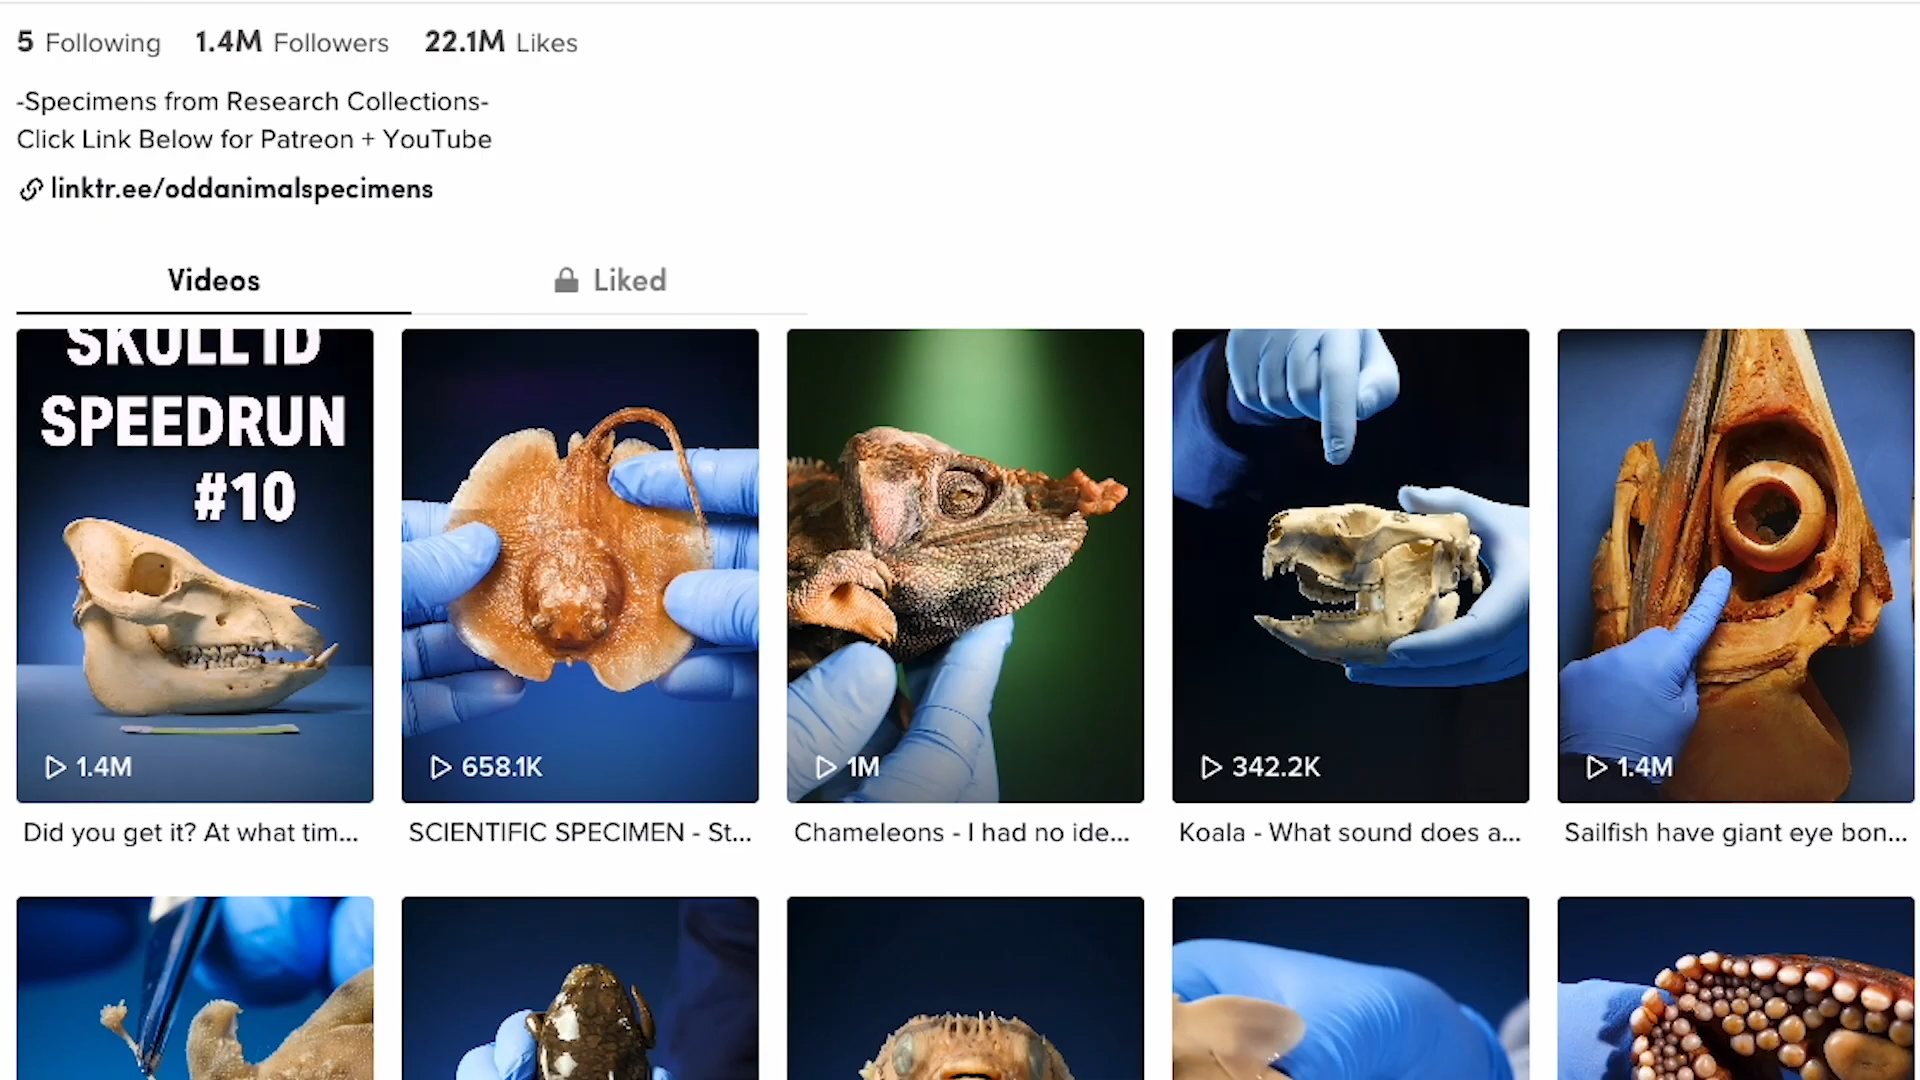 5 Following 1.4M Followers 22.1M Likes
-Specimens from Research Collections-
Click Link Below for Patreon + YouTube
linktr.ee/oddanimalspecimens
Videos
Liked
SKULL ID
SPEEDRUN
#10
1.4M
658.1K
1M
342.2K
1.4M
Did you get it? At what tim...
SCIENTIFIC SPECIMEN - St...
Chameleons - I had no ide...
Koala - What sound does a...
Sailfish have giant eye bon...